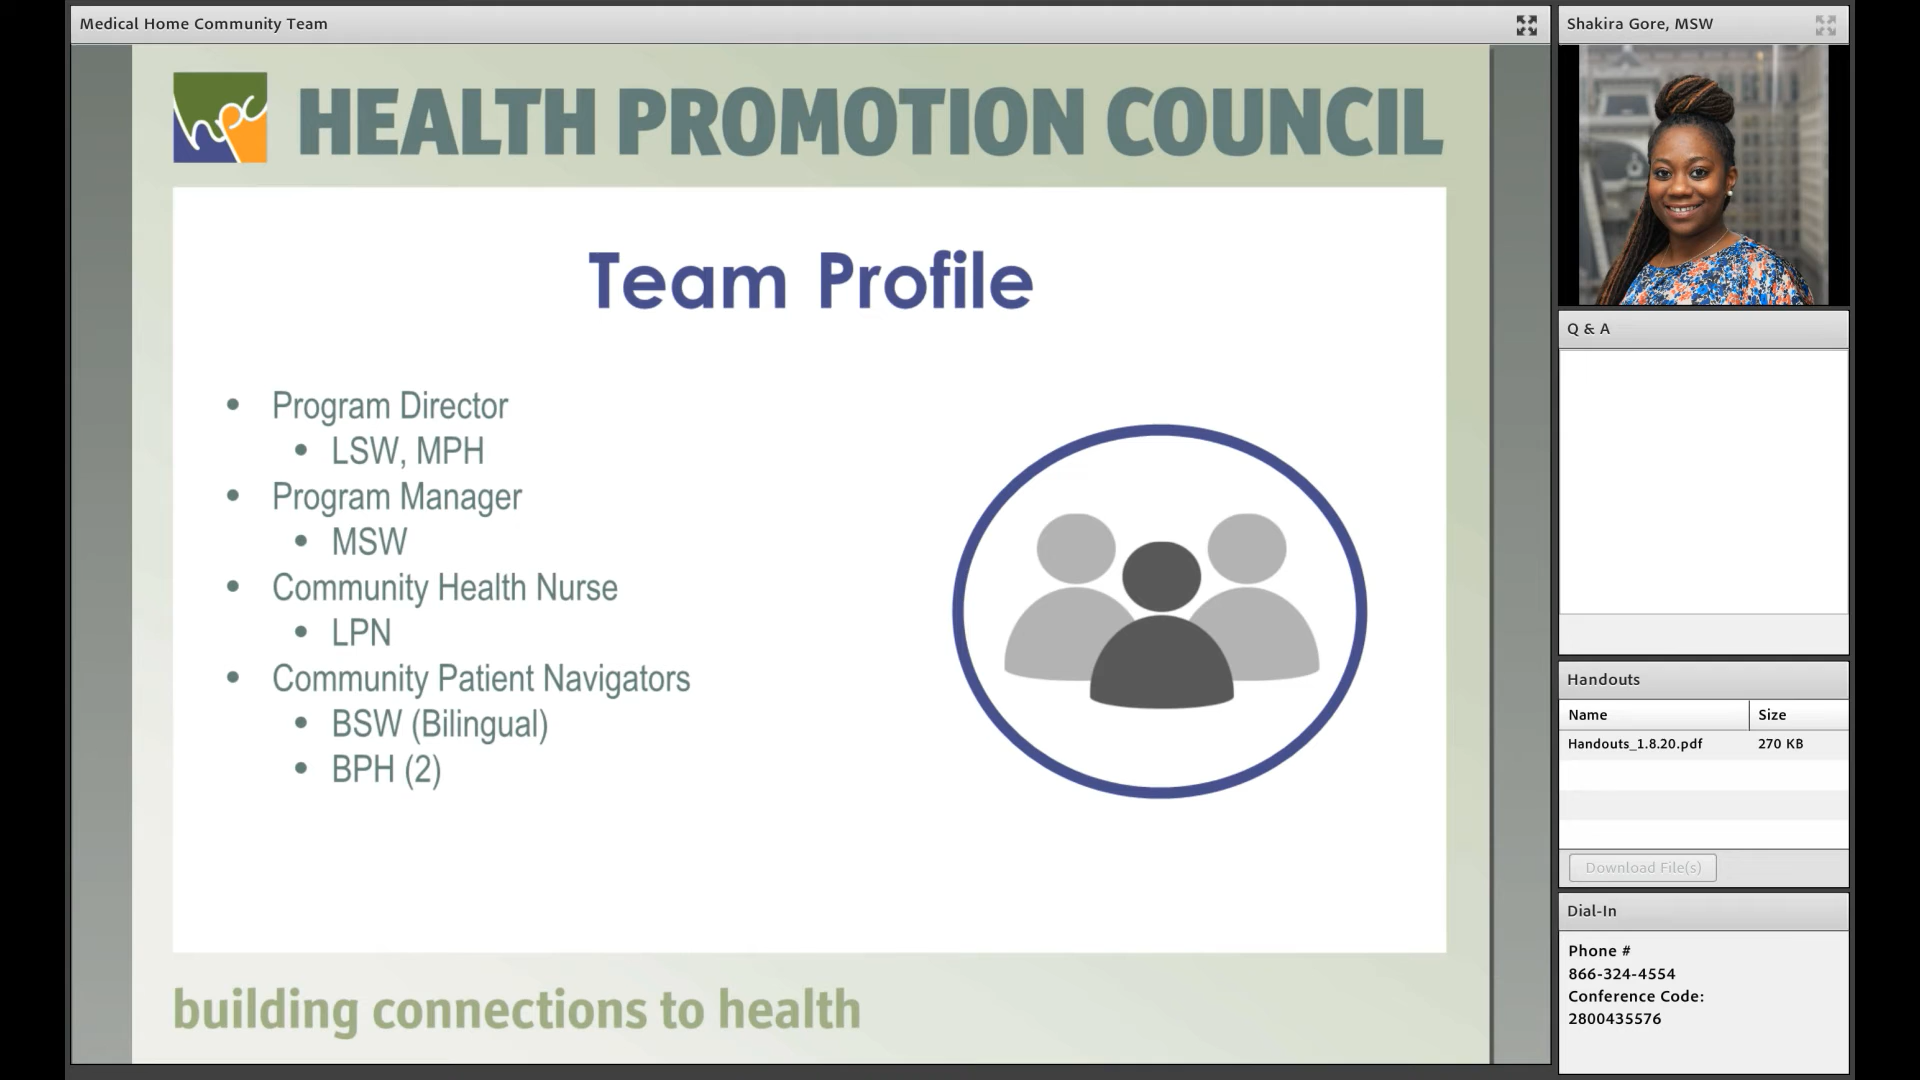 Medical Home Community Team
hpc
HEALTH PROMOTION COUNCIL
Team Profile
• Program Director
• LSW, MPH
• Program Manager
• MSW
• Community Health Nurse
• LPN
• Community Patient Navigators
• BSW (Bilingual)
• BPH (2)
building connections to health
Shakira Gore, MSW
Q & A
Handouts
Name Size
Handouts_1.8.20.pdf 270 KB
Download File(s)
Dial-In
Phone #
866-324-4554
Conference Code:
2800435576